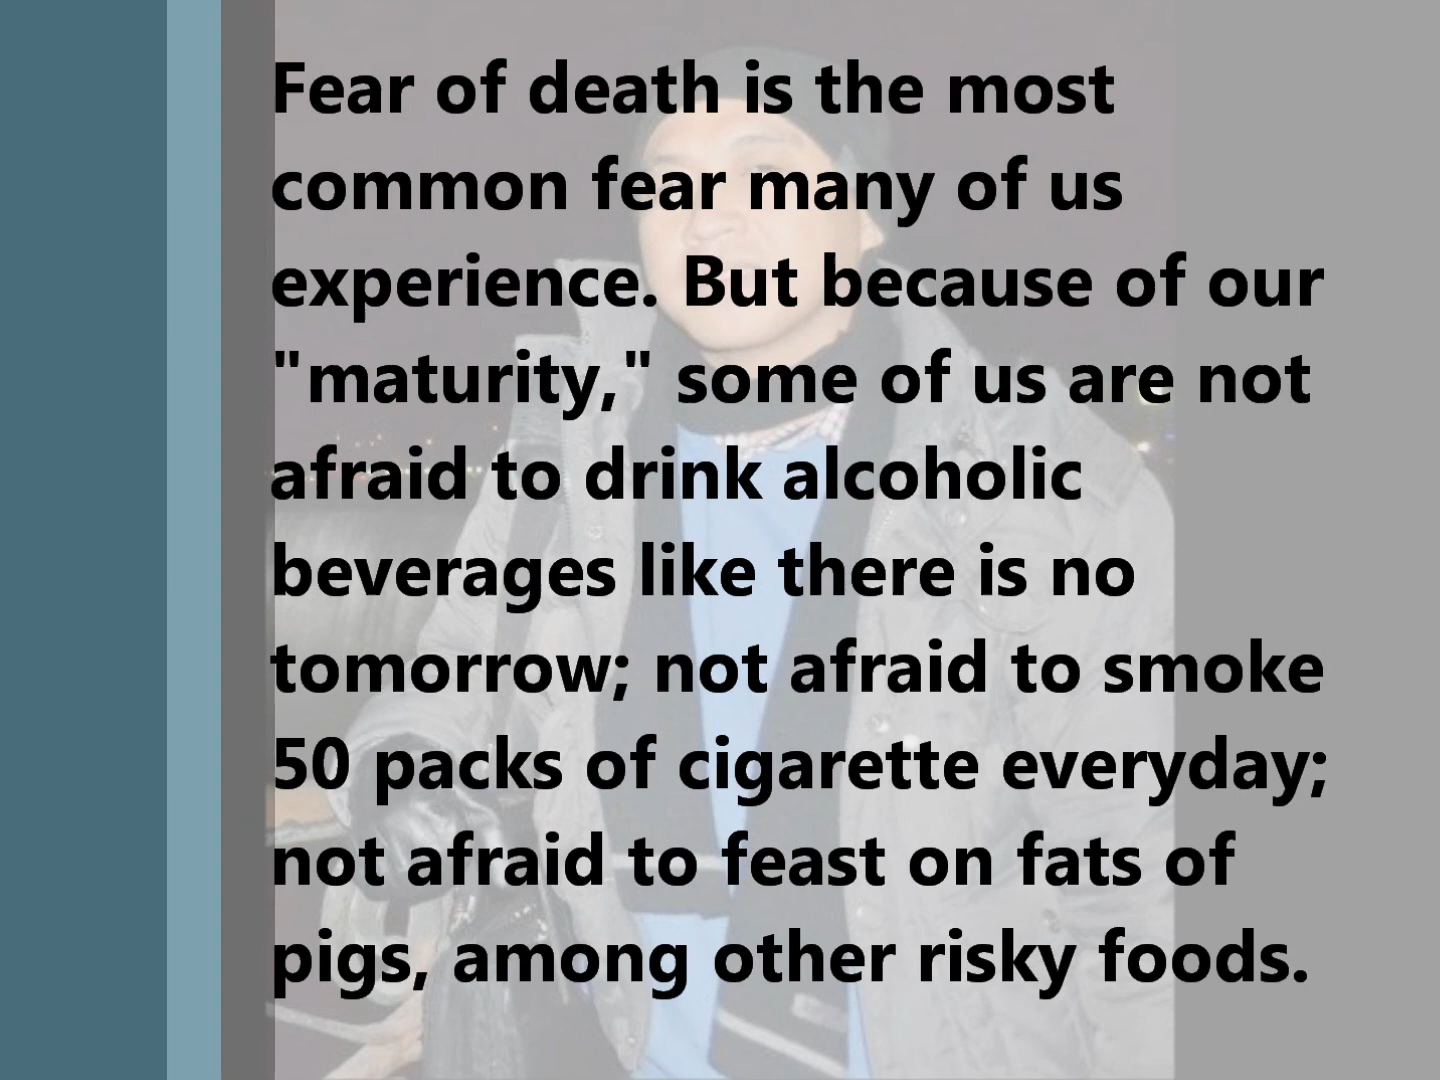 Fear of death is the most
common fear many of us
experience. But because of our
"maturity," some of us are not
afraid to drink alcoholic
beverages like there is no
tomorrow; not afraid to smoke
50 packs of cigarette everyday;
not afraid to feast on fats of
pigs, among other risky foods.